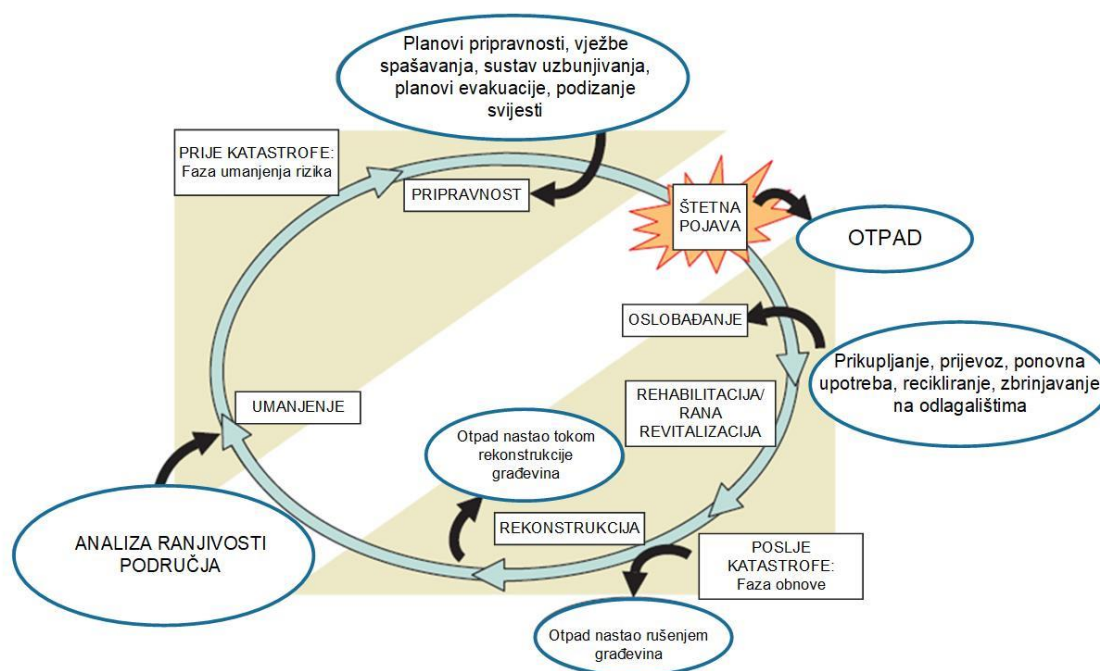 Planovi pripravnosti, vježbe
spašavanja, sustav uzbunjivanja,
planovi evakuacije, podizanje
svijesti
PRIJE KATASTROFE:
Faza umanjenja rizika
PRIPRAVNOST
ŠTETNA
POJAVA
OTPAD
OSLOBAĐANJE
Prikupljanje, prijevoz, ponovna
upotreba, recikliranje, zbrinjavanje
na odlagalištima
UMANJENJE
REHABILITACIJA/
RANA
REVITALIZACIJA
Otpad nastao tokom
rekonstrukcije
građevina
REKONSTRUKCIJA
ANALIZA RANJIVOSTI
PODRUČJA
POSLJE
KATASTROFE:
Faza obnove
Otpad nastao rušenjem
građevina